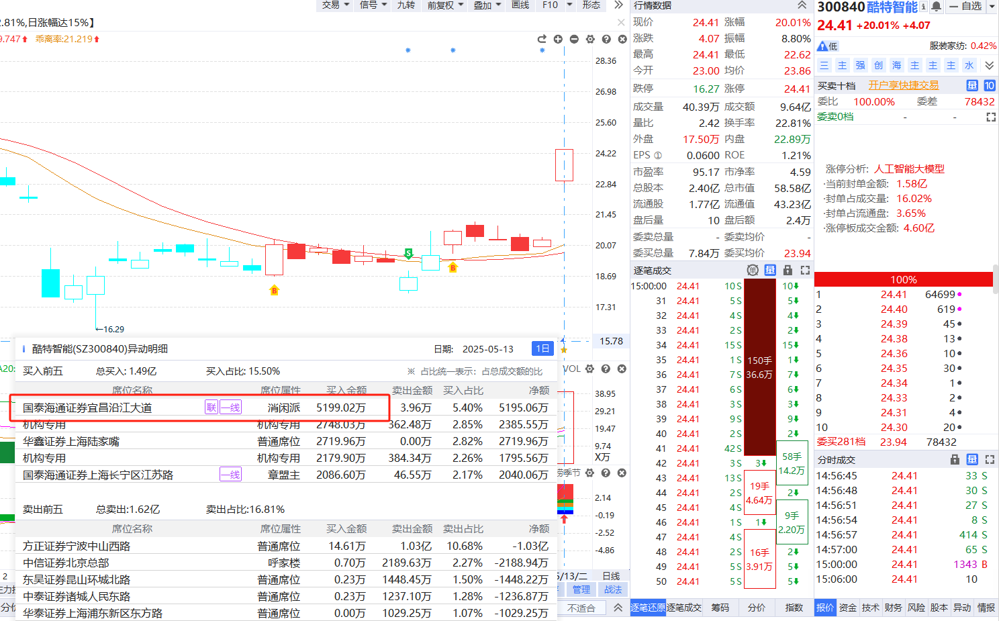 交易 信号 九转 前复权 叠加 画线 F10 形态
2.81%,日涨幅达15%】
9.747 乖离率:21.219
28.36
26.98
25.60
24.22
22.84
21.45
20.07
18.69
17.31
15.78
S
B
B
←16.29
酷特智能(SZ300840)异动明细 日期: 2025-05-13 1日
买入前五 总买入: 1.49亿 买入占比: 15.50% ※ 占比统一表示: 占总成交额的比
席位名称 席位属性 买入金额 卖出金额 买入占比 净额
国泰海通证券宜昌沿江大道 联 一线 消闲派 5199.02万 3.96万 5.40% 5195.06万
机构专用 机构专用 2748.03万 362.48万 2.85% 2385.55万
华鑫证券上海陆家嘴 普通席位 2719.96万 0.00万 2.82% 2719.96万
机构专用 机构专用 2179.90万 384.34万 2.26% 1795.56万
国泰海通证券上海长宁区江苏路 一线 章盟主 2086.60万 46.55万 2.17% 2040.06万
卖出前五 总卖出:1.62亿 卖出占比:16.81%
席位名称 席位属性 买入金额 卖出金额 卖出占比 净额
方正证券宁波中山西路 普通席位 14.61万 1.03亿 10.68% -1.03亿
中信证券北京总部 呼家楼 0.70万 2189.63万 2.27% -2188.94万
东吴证券昆山环城北路 普通席位 0.23万 1448.45万 1.50% -1448.22万
中泰证券诸城人民东路 普通席位 0.23万 1237.10万 1.28% -1236.87万
华泰证券上海浦东新区东方路 普通席位 0.00万 1029.25万 1.07% -1029.25万
A20:
VOL
38.95
29.21
19.47
9.74
X万
季节
2.14
-0.19
-2.52
-4.86
2
5/13/二 日线
主力
管理 战法
分价
不适合
行情数据
现价 24.41 涨幅 20.01%
涨跌 4.07 振幅 8.80%
最高 24.41 最低 22.62
今开 23.00 均价 23.86
跌停 16.27 涨停 24.41
成交量 40.39万 成交额 9.64亿
量比 2.42 换手率 22.81%
外盘 17.50万 内盘 22.89万
EPS ① 0.0600 ROE 1.21%
市盈率 95.17 市净率 4.59
总股本 2.40亿 总市值 58.58亿
流通股 1.77亿 流通值 43.23亿
盘后量 10 盘后额 2.4万
委卖总量 - 委卖均价 -
委买总量 7.84万 委买均价 23.94
逐笔成交 单 量
15:00:00 24.41 10 S 10
31 24.41 5 S 5
32 24.41 4 S 4
33 24.41 2 S 2
34 24.41 15 S 15
35 24.41 1 S 150手 1
36 24.41 7 S 36.6万 7
37 24.41 6 S 6
38 24.41 3 S 3
39 24.41 9 S 9
40 24.41 2 S 2
41 24.41 42 S 58手
42 24.41 3 S 3 14.2万
43 24.41 13 S 19手
44 24.41 2 S 4.64万 2
45 24.41 4 S 9手
46 24.41 1 S 1 2.20万
47 24.41 4 S
48 24.41 2 S 16手 2
49 24.41 5 S 3.91万 5
50 24.41 5 S 5
逐笔还原 逐笔成交 筹码 分价 指数
300840 酷特智能 自选
24.41 +20.01% +4.07
低 服装家纺: 0.42%
三 主 强 创 海 主 主 主 水
买卖十档 开户享快捷交易 量 10
委比 100.00% 委差 78432
委卖0档 - -
涨停分析: 人工智能大模型
·当前封单金额: 1.58亿
·封单占成交量: 16.02%
·封单占流通盘: 3.65%
·涨停板成交金额: 4.60亿
100%
1 24.41 64699
2 24.40 619
3 24.39 45
4 24.38 13
5 24.36 10
6 24.35 30
7 24.34 1
8 24.33 2
9 24.31 4
10 24.30 20
委买281档 23.94 78432
分时成交 量
14:56:45 24.41 33 S
14:56:48 24.41 30 S
14:56:51 24.41 27 S
14:56:54 24.41 8 S
14:56:57 24.41 414 S
14:57:00 24.41 65 S
15:00:00 24.41 1343 B
15:06:00 24.41 10
报价 资金 技术 财务 风险 股本 异动 情报